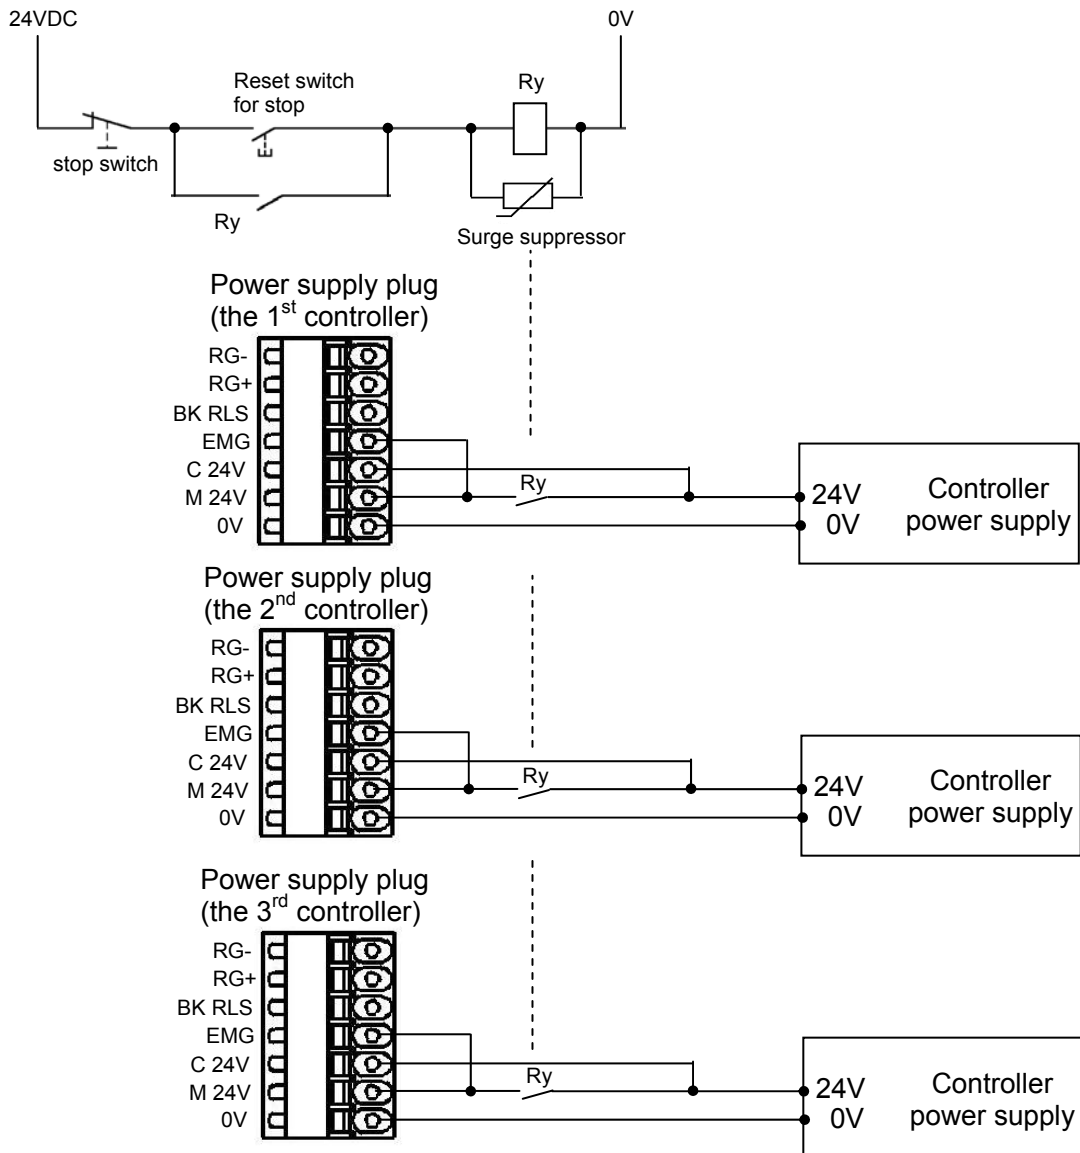 24VDC
0V
Reset switch
for stop
Ry
stop switch
Ry
Surge suppressor
Power supply plug
(the 1st controller)
RG-
RG+
BK RLS
EMG
C 24V
M 24V
0V
Ry
24V
0V
Controller
power supply
Power supply plug
(the 2nd controller)
RG-
RG+
BK RLS
EMG
C 24V
M 24V
0V
Ry
24V
0V
Controller
power supply
Power supply plug
(the 3rd controller)
RG-
RG+
BK RLS
EMG
C 24V
M 24V
0V
Ry
24V
0V
Controller
power supply